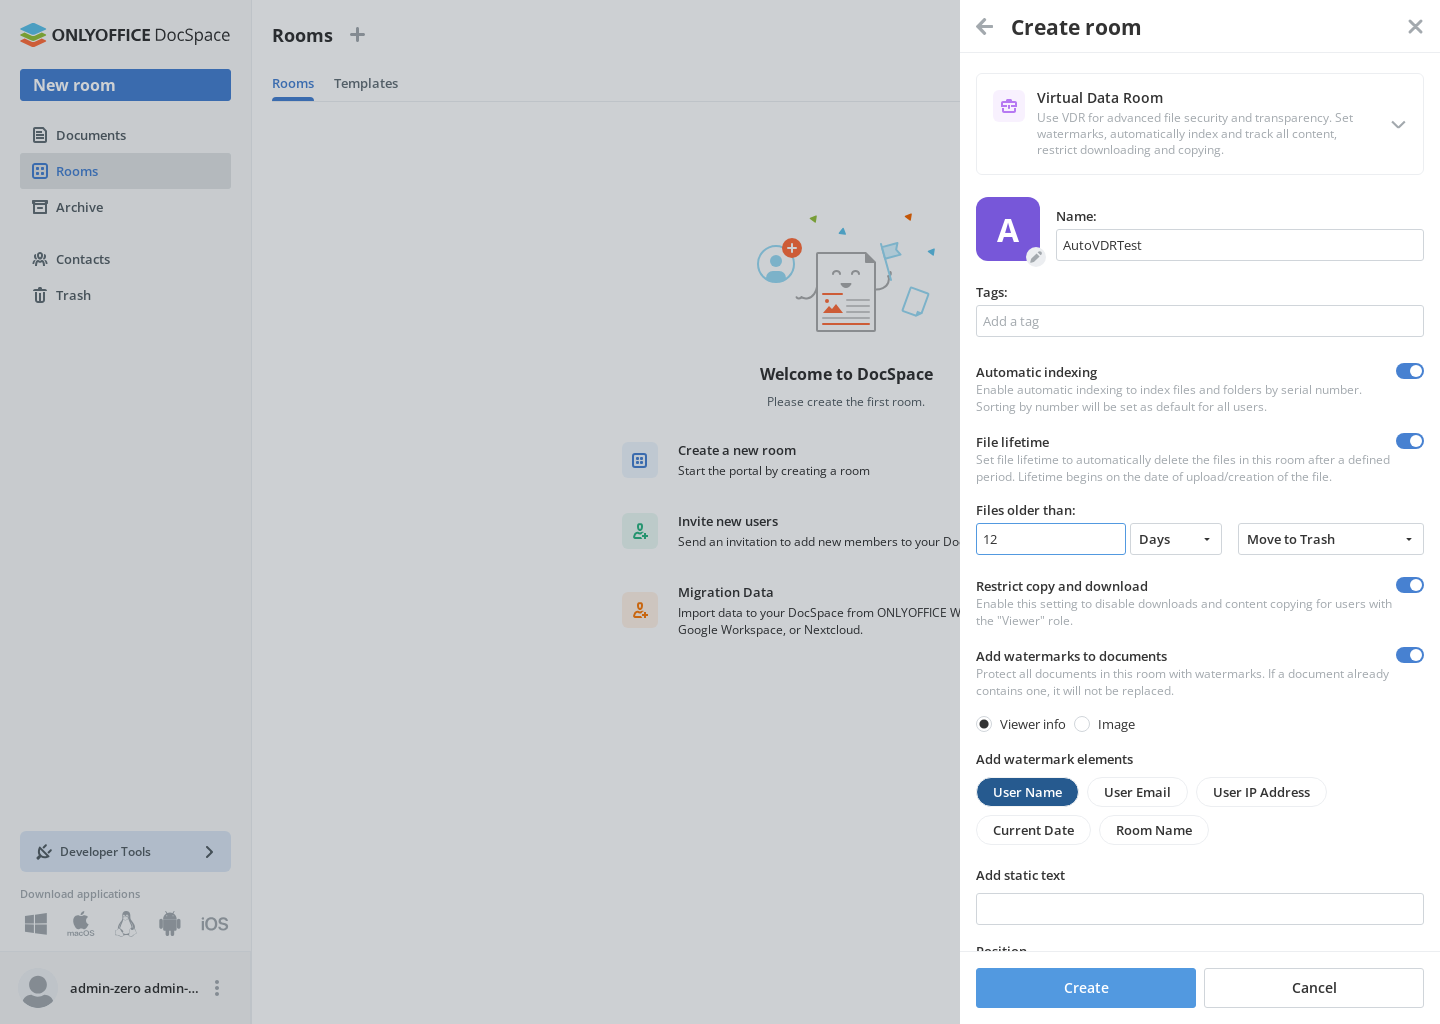 ONLYOFFICE DocSpace
New room
Documents
Rooms
Archive
Contacts
Trash
Developer Tools
Download applications
macOS
iOS
admin-zero admin-...
Rooms
Rooms Templates
Welcome to DocSpace
Please create the first room.
Create a new room
Start the portal by creating a room
Invite new users
Send an invitation to add new members to your Do
Migration Data
Import data to your DocSpace from ONLYOFFICE W
Google Workspace, or Nextcloud.
Create room
Virtual Data Room
Use VDR for advanced file security and transparency. Set
watermarks, automatically index and track all content,
restrict downloading and copying.
A
Name:
AutoVDRTest
Tags:
Add a tag
Automatic indexing
Enable automatic indexing to index files and folders by serial number.
Sorting by number will be set as default for all users.
File lifetime
Set file lifetime to automatically delete the files in this room after a defined
period. Lifetime begins on the date of upload/creation of the file.
Files older than:
12 Days Move to Trash
Restrict copy and download
Enable this setting to disable downloads and content copying for users with
the "Viewer" role.
Add watermarks to documents
Protect all documents in this room with watermarks. If a document already
contains one, it will not be replaced.
Viewer info Image
Add watermark elements
User Name User Email User IP Address
Current Date Room Name
Add static text
Position
Create Cancel